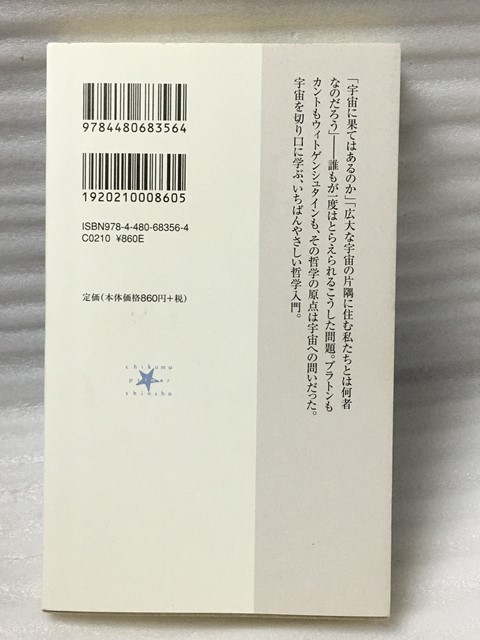 9784480683564
1920210008605
ISBN978-4-480-68356-4
C0210 ¥860E
定価(本体価格860円+税)
chikuma
primer
shinsho
「宇宙に果てはあるのか」「広大な宇宙の片隅に住む私たちとは何者
なのだろう」――誰もが一度はとらえられるこうした問題。プラトンも
カントもウィトゲンシュタインも、その哲学の原点は宇宙への問いだった。
宇宙を切り口に学ぶ、いちばんやさしい哲学入門。